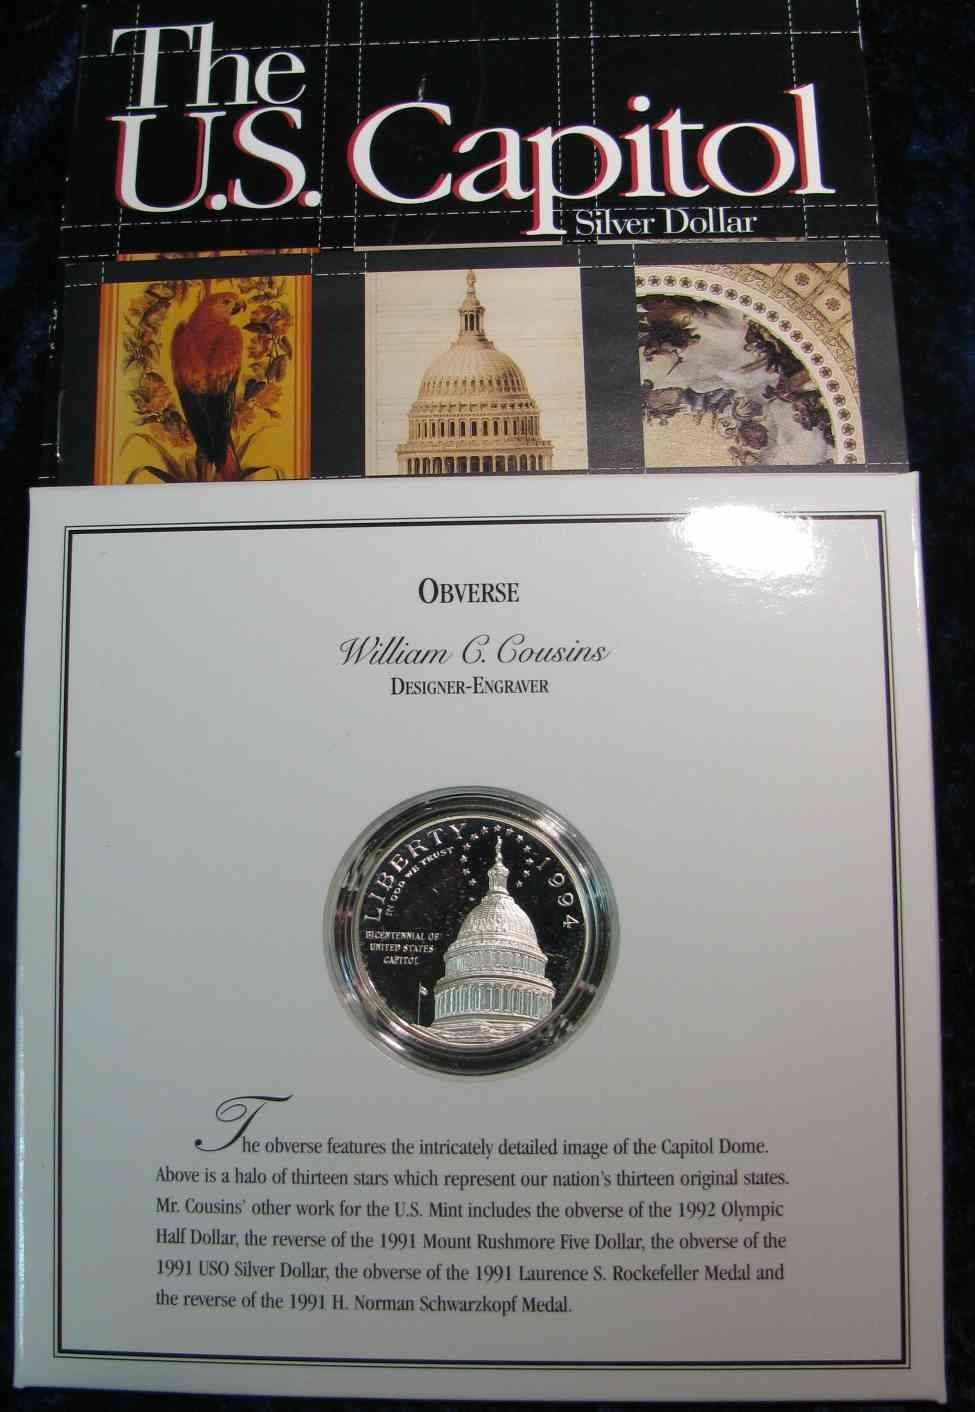 The
U.S. Capitol
Silver Dollar
OBVERSE
William C. Cousins
DESIGNER-ENGRAVER
LIBERTY
IN GOD WE TRUST
1994
BICENTENNIAL OF
UNITED STATES
CAPITOL
The obverse features the intricately detailed image of the Capitol Dome.
Above is a halo of thirteen stars which represent our nation's thirteen original states.
Mr. Cousins' other work for the U.S. Mint includes the obverse of the 1992 Olympic
Half Dollar, the reverse of the 1991 Mount Rushmore Five Dollar, the obverse of the
1991 USO Silver Dollar, the obverse of the 1991 Laurence S. Rockefeller Medal and
the reverse of the 1991 H. Norman Schwarzkopf Medal.